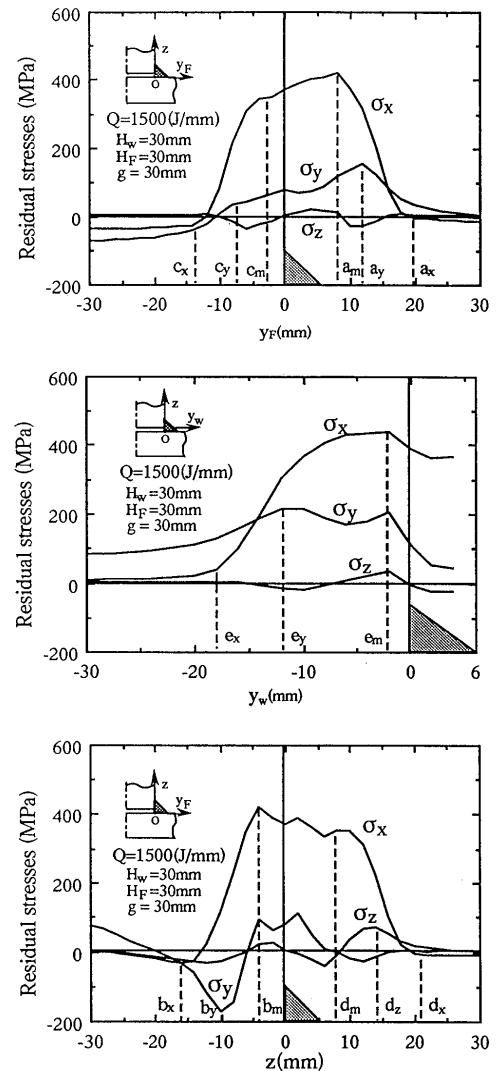 600
400
200
0
-200
Residual stresses (MPa)
z
y_F
O
Q=1500(J/mm)
H_w=30mm
H_F=30mm
g = 30mm
σ_x
σ_y
σ_z
c_x c_y c_m a_m a_y a_x
-30 -20 -10 0 10 20 30
y_F(mm)
600
400
200
0
-200
Residual stresses (MPa)
z
y_w
O
Q=1500(J/mm)
H_w=30mm
H_F=30mm
g = 30mm
σ_x
σ_y
σ_z
e_x e_y e_m
-30 -20 -10 0 6
y_w(mm)
600
400
200
0
-200
Residual stresses (MPa)
z
y_F
O
Q=1500(J/mm)
H_w=30mm
H_F=30mm
g = 30mm
σ_x
σ_z
σ_y
b_x b_y b_m d_m d_z d_x
-30 -20 -10 0 10 20 30
z(mm)